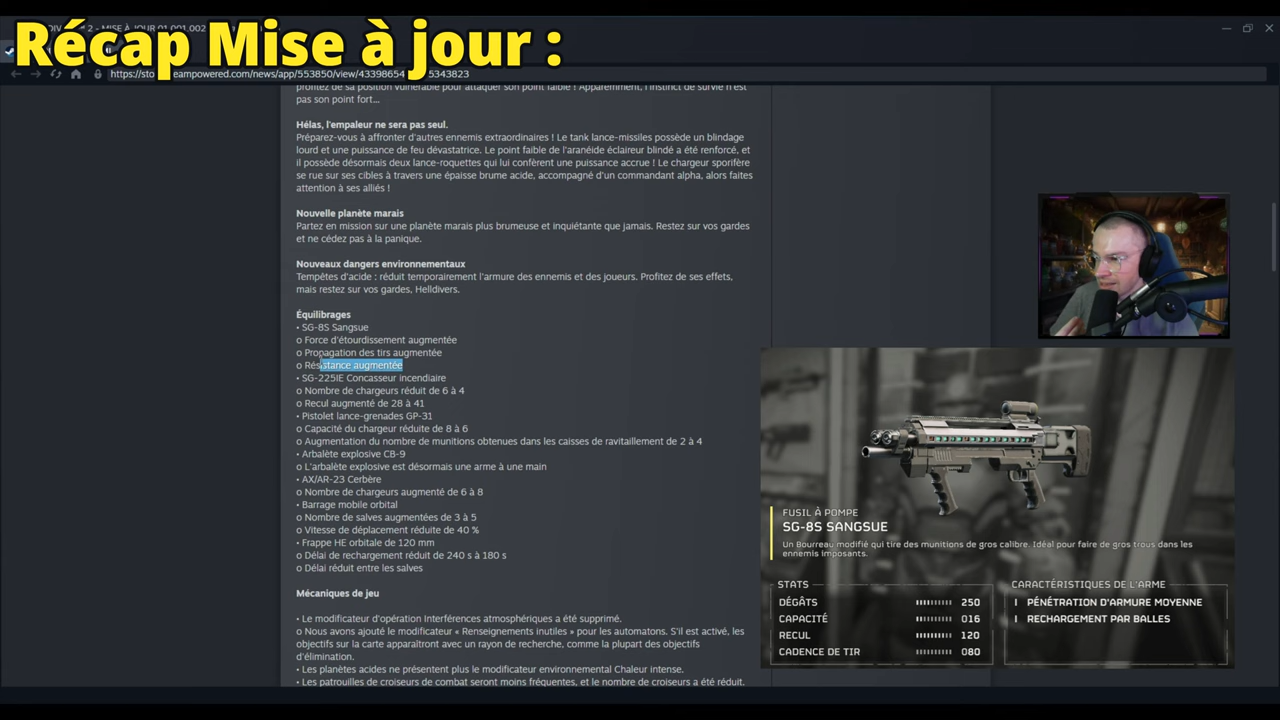 Récap Mise à jour :
2 - MISE À JOUR 01.001.002
https://sto
eampowered.com/news/app/553850/view/43398654
5343823
profitez de sa position vulnérable pour attaquer son point faible ! Apparemment, l'instinct de survie n'est
pas son point fort...
Hélas, l'empaleur ne sera pas seul.
Préparez-vous à affronter d'autres ennemis extraordinaires ! Le tank lance-missiles possède un blindage
lourd et une puissance de feu dévastatrice. Le point faible de l'aranéide éclaireur blindé a été renforcé, et
il possède désormais deux lance-roquettes qui lui confèrent une puissance accrue ! Le chargeur sporifère
se rue sur ses cibles à travers une épaisse brume acide, accompagné d'un commandant alpha, alors faites
attention à ses alliés !
Nouvelle planète marais
Partez en mission sur une planète marais plus brumeuse et inquiétante que jamais. Restez sur vos gardes
et ne cédez pas à la panique.
Nouveaux dangers environnementaux
Tempêtes d'acide : réduit temporairement l'armure des ennemis et des joueurs. Profitez de ses effets,
mais restez sur vos gardes, Helldivers.
Équilibrages
• SG-8S Sangsue
o Force d'étourdissement augmentée
o Propagation des tirs augmentée
o Résistance augmentée
• SG-225IE Concasseur incendiaire
o Nombre de chargeurs réduit de 6 à 4
o Recul augmenté de 28 à 41
• Pistolet lance-grenades GP-31
o Capacité du chargeur réduite de 8 à 6
o Augmentation du nombre de munitions obtenues dans les caisses de ravitaillement de 2 à 4
• Arbalète explosive CB-9
o L'arbalète explosive est désormais une arme à une main
• AX/AR-23 Cerbère
o Nombre de chargeurs augmenté de 6 à 8
• Barrage mobile orbital
o Nombre de salves augmentées de 3 à 5
o Vitesse de déplacement réduite de 40 %
• Frappe HE orbitale de 120 mm
o Délai de rechargement réduit de 240 s à 180 s
o Délai réduit entre les salves
Mécaniques de jeu
• Le modificateur d'opération Interférences atmosphériques a été supprimé.
o Nous avons ajouté le modificateur « Renseignements inutiles » pour les automatons. S'il est activé, les
objectifs sur la carte apparaîtront avec un rayon de recherche, comme la plupart des objectifs
d'élimination.
• Les planètes acides ne présentent plus le modificateur environnemental Chaleur intense.
• Les patrouilles de croiseurs de combat seront moins fréquentes, et le nombre de croiseurs a été réduit.
FUSIL À POMPE
SG-8S SANGSUE
Un Bourreau modifié qui tire des munitions de gros calibre. Idéal pour faire de gros trous dans les
ennemis imposants.
STATS
DÉGÂTS 250
CAPACITÉ 016
RECUL 120
CADENCE DE TIR 080
CARACTÉRISTIQUES DE L'ARME
PÉNÉTRATION D'ARMURE MOYENNE
RECHARGEMENT PAR BALLES